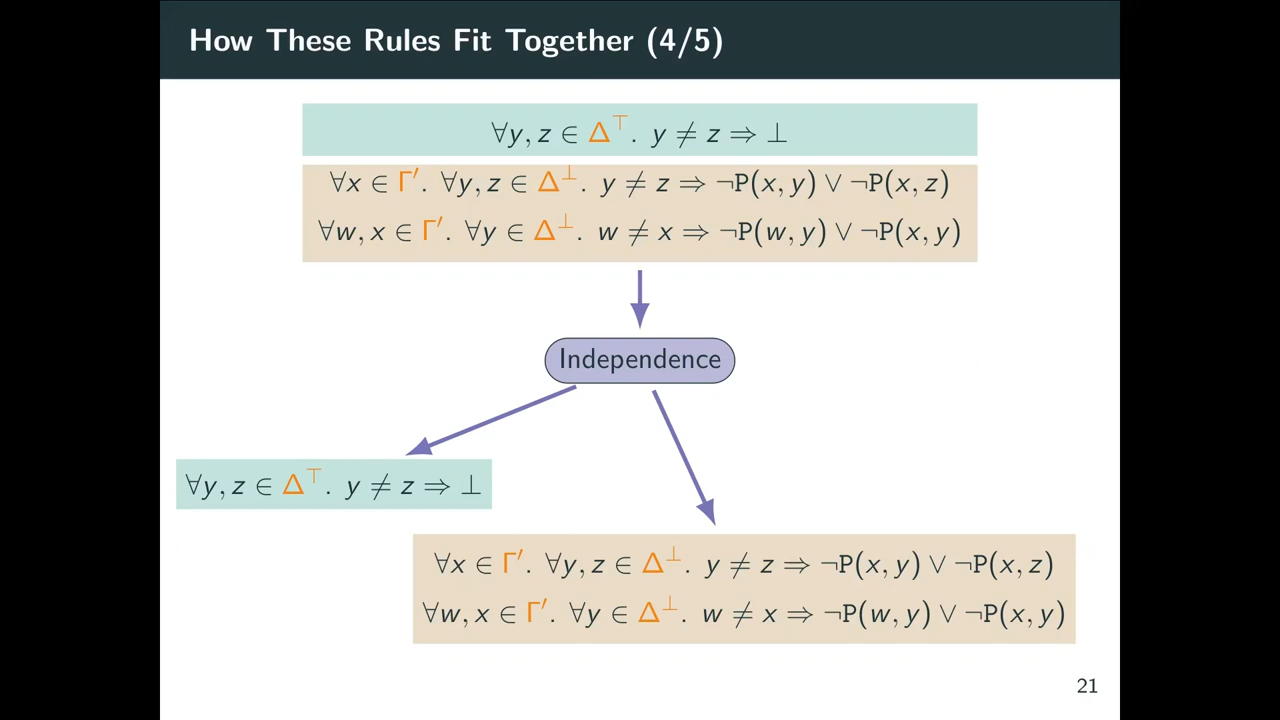 How These Rules Fit Together (4/5)
∀y, z ∈ Δ⊤. y ≠ z ⇒ ⊥
∀x ∈ Γ′. ∀y, z ∈ Δ⊥. y ≠ z ⇒ ¬P(x, y) ∨ ¬P(x, z)
∀w, x ∈ Γ′. ∀y ∈ Δ⊥. w ≠ x ⇒ ¬P(w, y) ∨ ¬P(x, y)
Independence
∀y, z ∈ Δ⊤. y ≠ z ⇒ ⊥
∀x ∈ Γ′. ∀y, z ∈ Δ⊥. y ≠ z ⇒ ¬P(x, y) ∨ ¬P(x, z)
∀w, x ∈ Γ′. ∀y ∈ Δ⊥. w ≠ x ⇒ ¬P(w, y) ∨ ¬P(x, y)
21